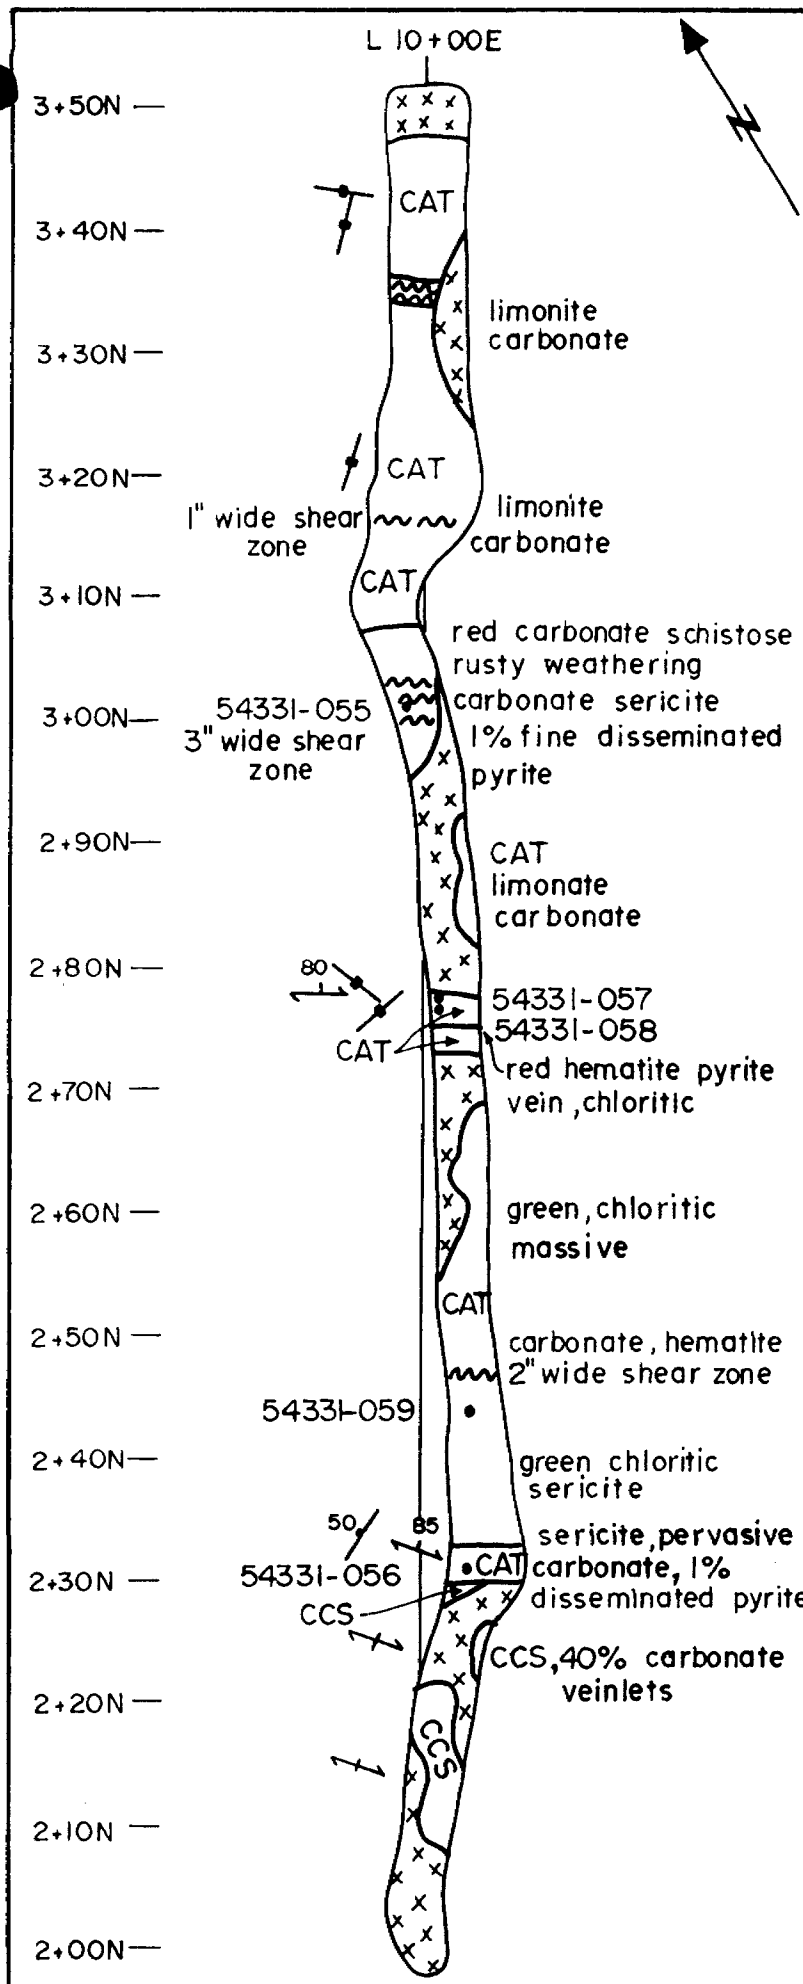 L 10+00E
3+50N
CAT
3+40N
limonite
carbonate
3+30N
3+20N
CAT
1" wide shear
zone
limonite
carbonate
CAT
3+10N
red carbonate schistose
rusty weathering
carbonate sericite
54331-055
3+00N
3" wide shear
zone
1% fine disseminated
pyrite
2+90N
CAT
limonate
carbonate
2+80N
80
54331-057
54331-058
CAT
red hematite pyrite
vein, chloritic
2+70N
2+60N
green, chloritic
massive
CAT
2+50N
carbonate, hematite
2" wide shear zone
54331-059
2+40N
green chloritic
sericite
50
85
sericite, pervasive
carbonate, 1%
disseminated pyrite
CAT
2+30N
54331-056
CCS
CCS, 40% carbonate
veinlets
2+20N
CCS
2+10N
2+00N
N